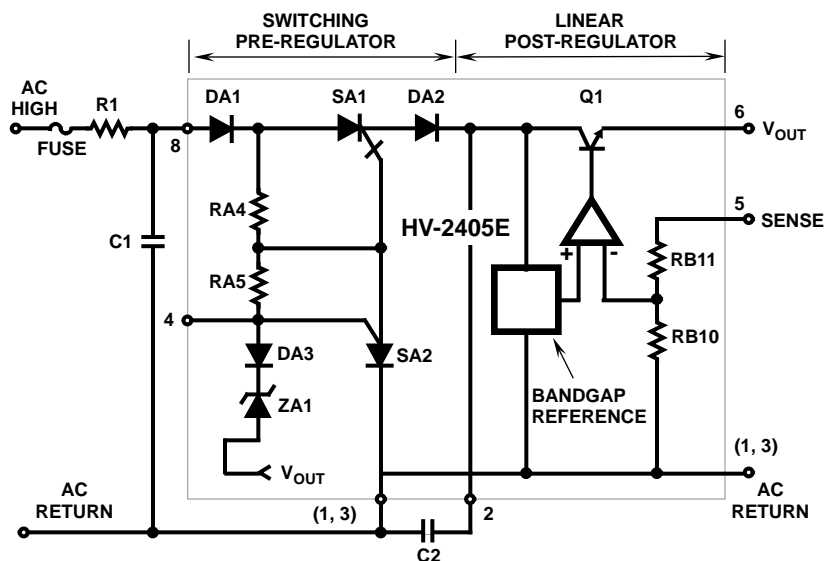 SWITCHING
PRE-REGULATOR
LINEAR
POST-REGULATOR
AC
HIGH
R1
FUSE
8
DA1
SA1
DA2
Q1
6
VOUT
5
SENSE
RA4
HV-2405E
C1
+
-
RB11
RA5
4
DA3
SA2
RB10
ZA1
BANDGAP
REFERENCE
VOUT
(1, 3)
AC
RETURN
AC
RETURN
(1, 3)
2
C2